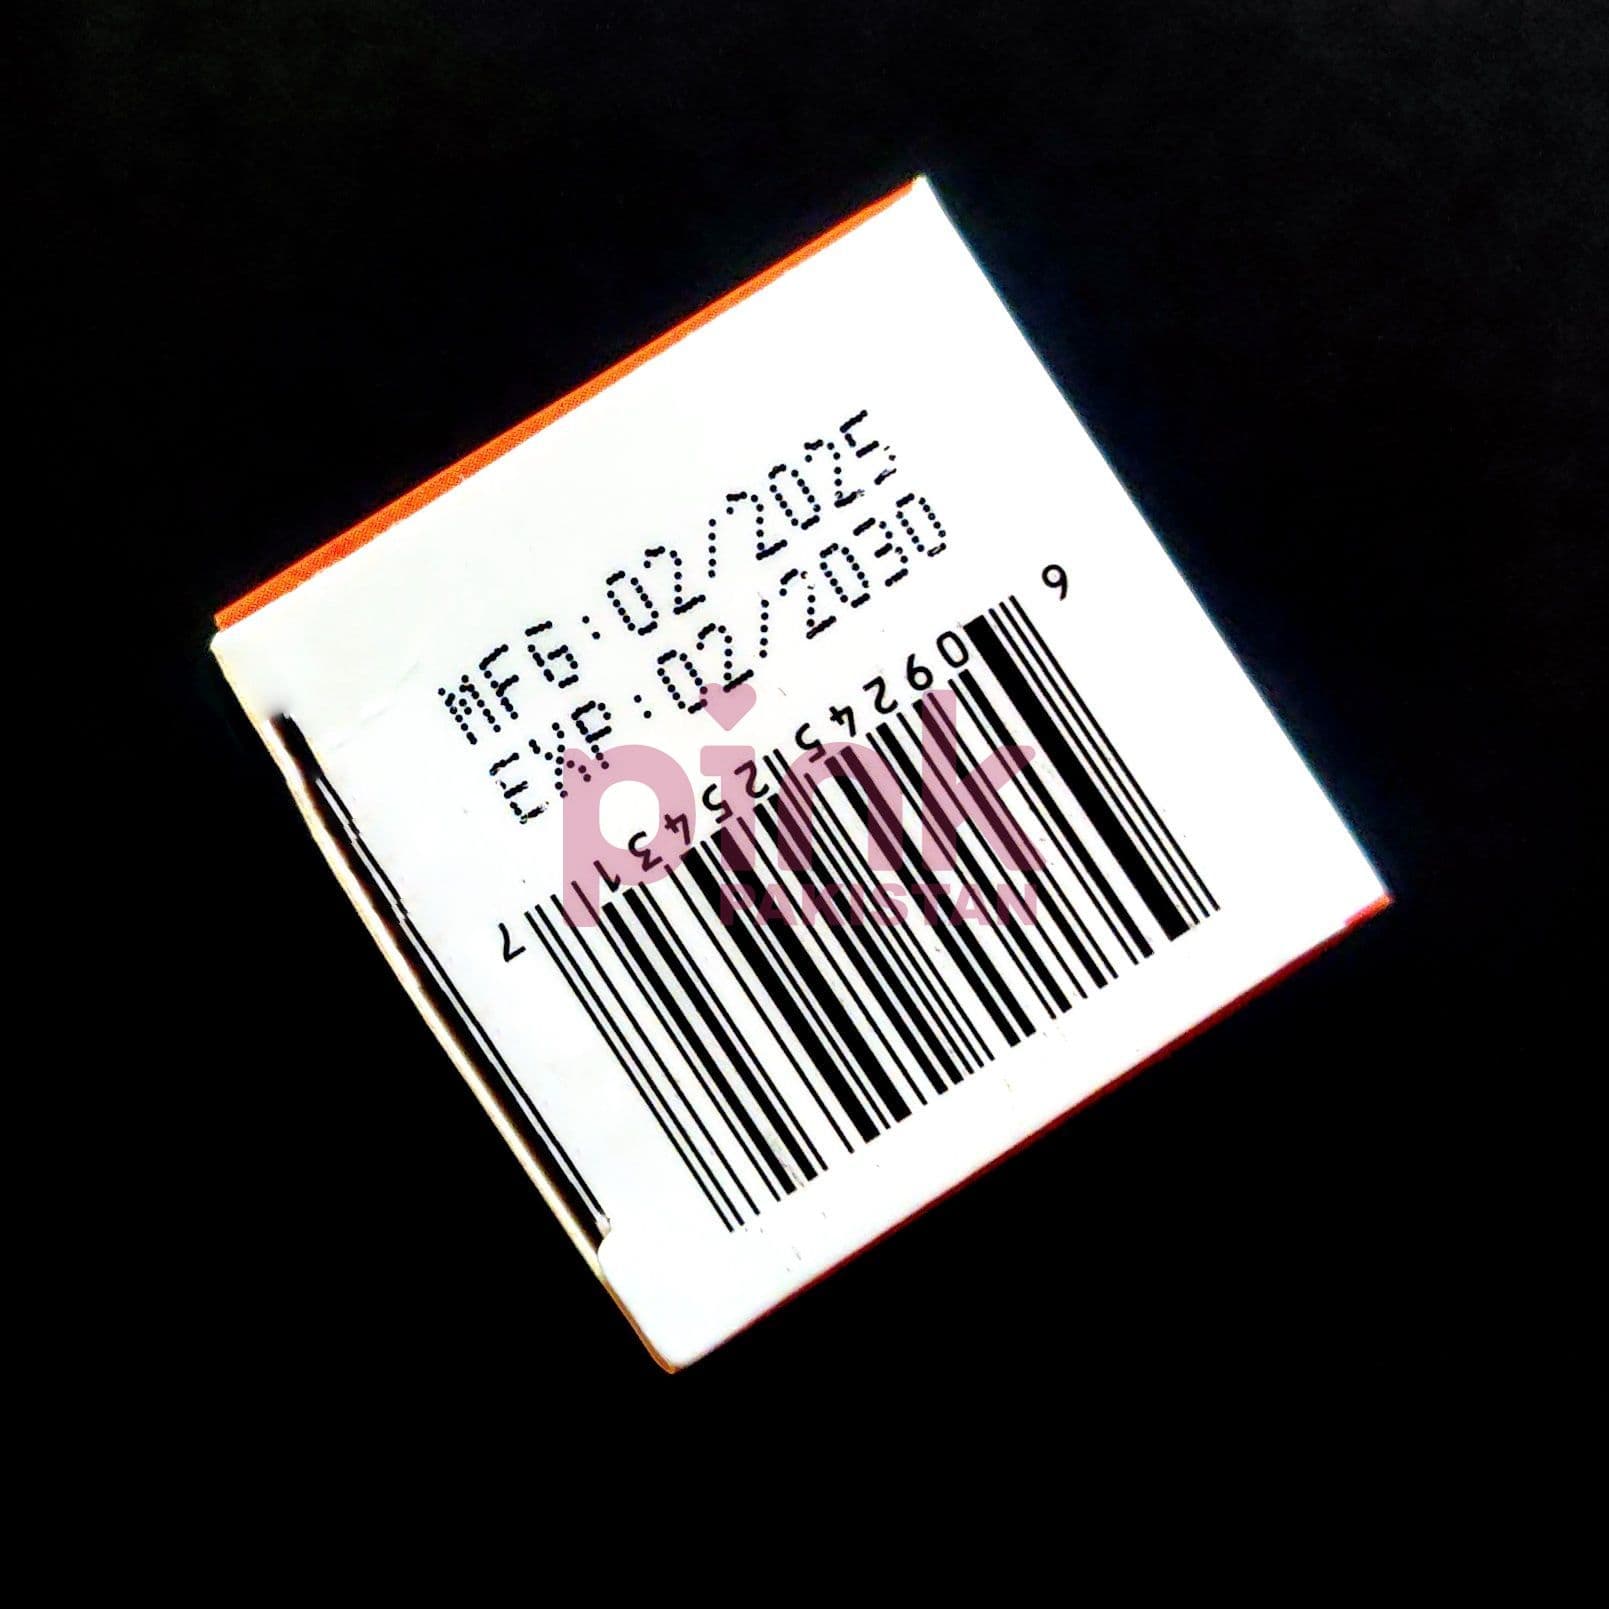 MFG:02/2025
EXP:02/2030
6 09245 25431 7
pink
PAKISTAN